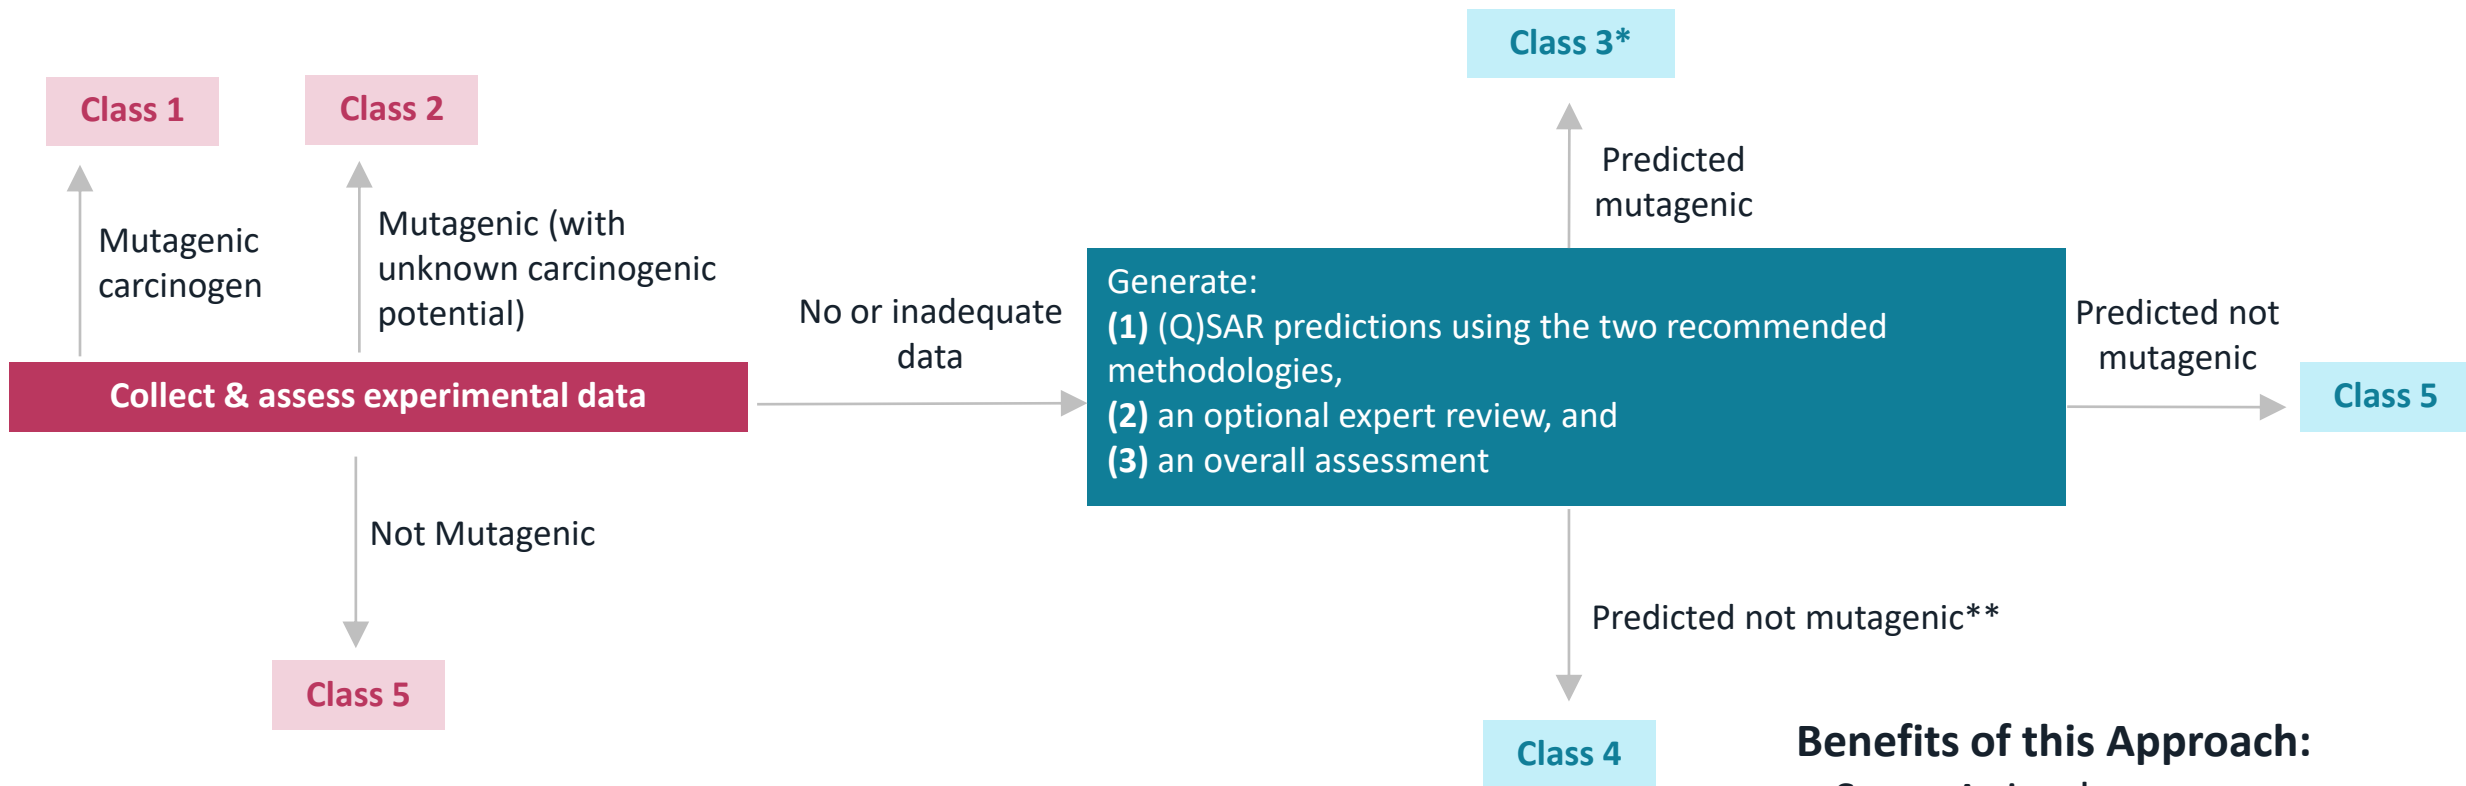 Class 3*
Class 1
Class 2
Predicted
mutagenic
Mutagenic
carcinogen
Mutagenic (with
unknown carcinogenic
potential)
No or inadequate
data
Generate:
(1) (Q)SAR predictions using the two recommended
methodologies,
(2) an optional expert review, and
(3) an overall assessment
Predicted not
mutagenic
Collect & assess experimental data
Class 5
Not Mutagenic
Predicted not mutagenic**
Class 5
Class 4
Benefits of this Approach: